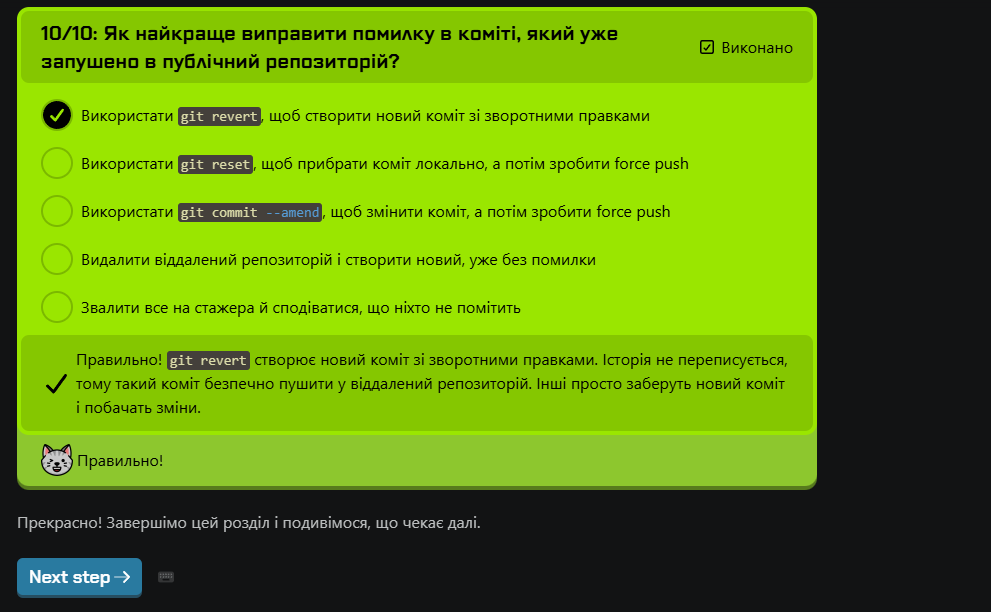 10/10: Як найкраще виправити помилку в коміті, який уже
запушено в публічний репозиторій?
Виконано
Використати git revert, щоб створити новий коміт зі зворотними правками
Використати git reset, щоб прибрати коміт локально, а потім зробити force push
Використати git commit --amend, щоб змінити коміт, а потім зробити force push
Видалити віддалений репозиторій і створити новий, уже без помилки
Звалити все на стажера й сподіватися, що ніхто не помітить
Правильно! git revert створює новий коміт зі зворотними правками. Історія не переписується,
тому такий коміт безпечно пушити у віддалений репозиторій. Інші просто заберуть новий коміт
і побачать зміни.
Правильно!
Прекрасно! Завершімо цей розділ і подивімося, що чекає далі.
Next step